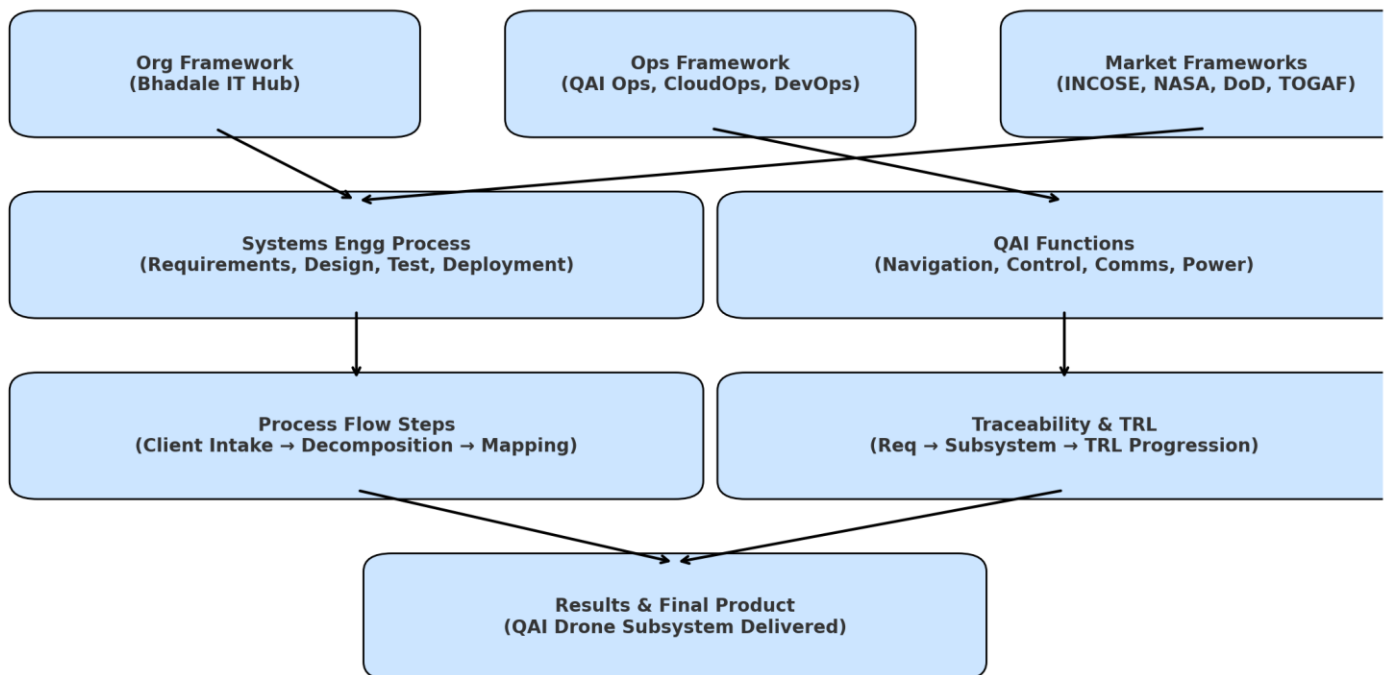 Org Framework
(Bhadale IT Hub)
Ops Framework
(QAI Ops, CloudOps, DevOps)
Market Frameworks
(INCOSE, NASA, DoD, TOGAF)
Systems Engg Process
(Requirements, Design, Test, Deployment)
QAI Functions
(Navigation, Control, Comms, Power)
Process Flow Steps
(Client Intake → Decomposition → Mapping)
Traceability & TRL
(Req → Subsystem → TRL Progression)
Results & Final Product
(QAI Drone Subsystem Delivered)